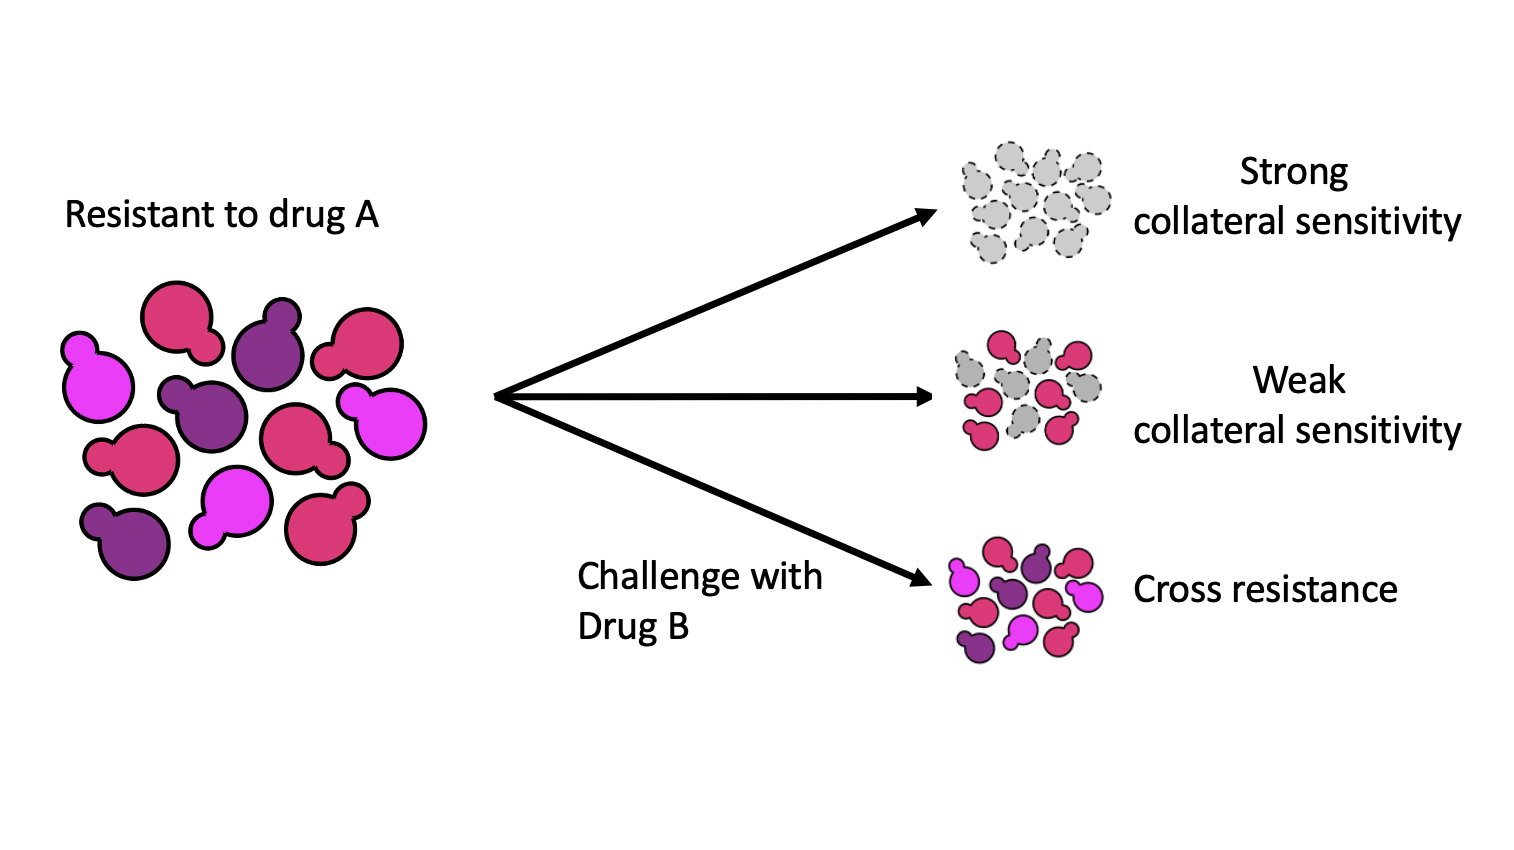 Resistant to drug A
Strong
collateral sensitivity
Weak
collateral sensitivity
Challenge with
Drug B
Cross resistance